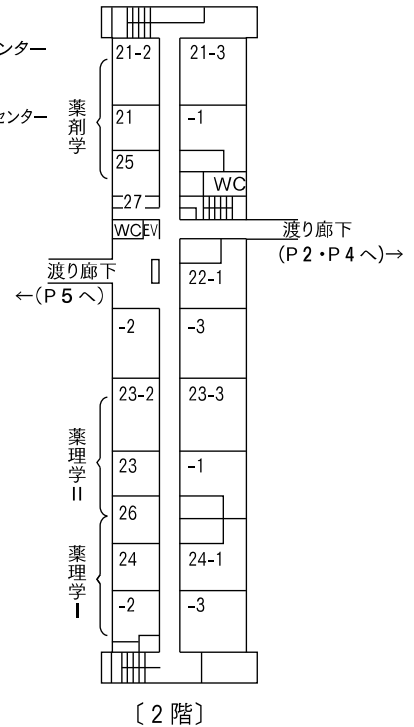 ンター
21-2 21-3
センター
薬剤学
21 -1
25
WC
27
WC EV
渡り廊下
(P2・P4へ)→
渡り廊下
←(P5へ)
22-1
-2 -3
23-2 23-3
薬理学II
23 -1
26
薬理学I
24 24-1
-2 -3
〔2階〕